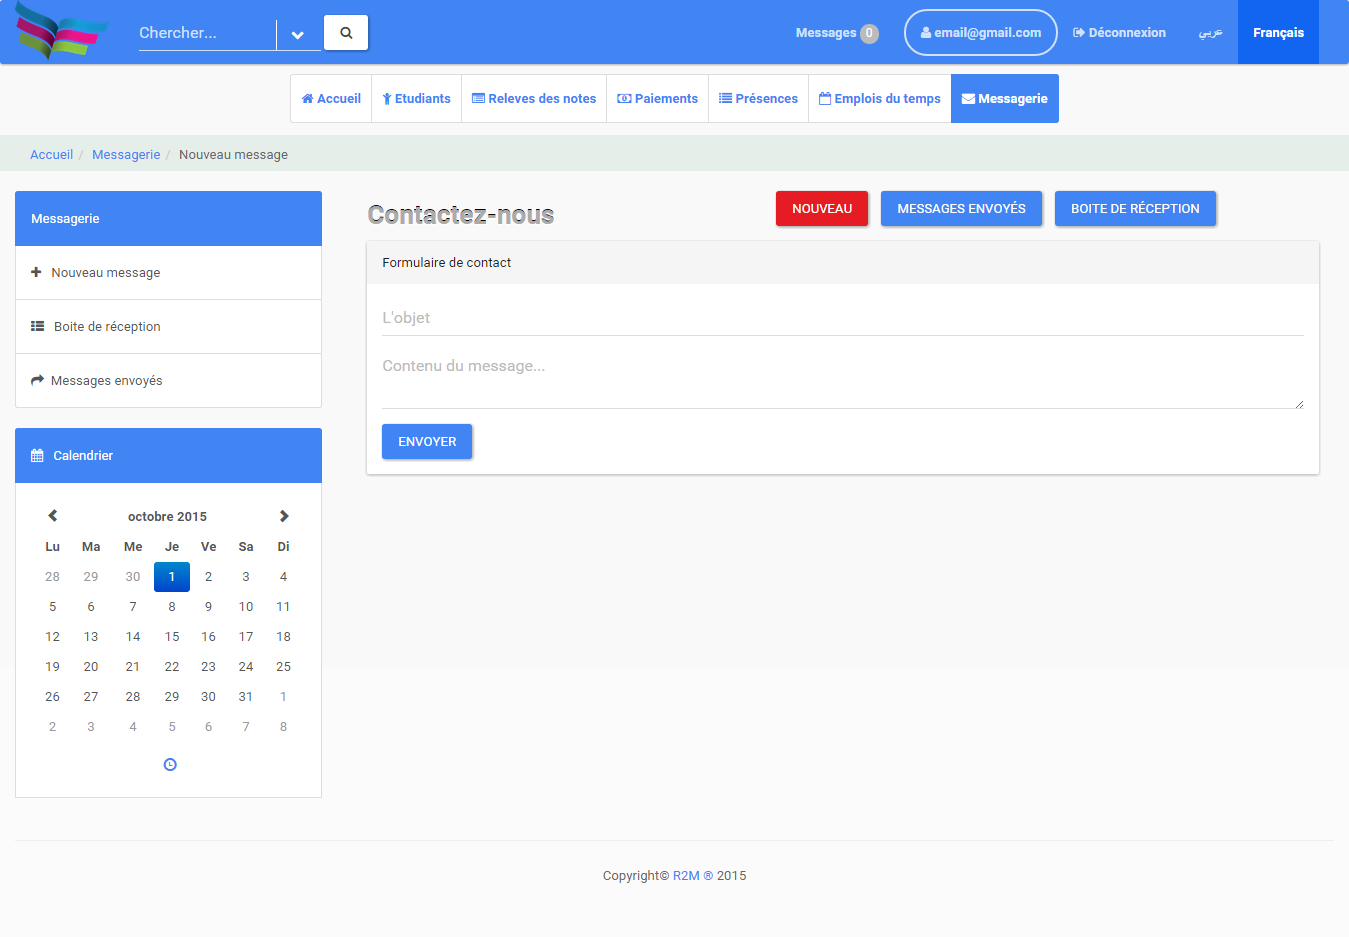 Chercher...
Messages 0
email@gmail.com
Déconnexion
عربي
Français
Accueil
Etudiants
Releves des notes
Paiements
Présences
Emplois du temps
Messagerie
Accueil / Messagerie / Nouveau message
Messagerie
Nouveau message
Boite de réception
Messages envoyés
Calendrier
octobre 2015
Lu Ma Me Je Ve Sa Di
28 29 30 1 2 3 4
5 6 7 8 9 10 11
12 13 14 15 16 17 18
19 20 21 22 23 24 25
26 27 28 29 30 31 1
2 3 4 5 6 7 8
Contactez-nous
NOUVEAU
MESSAGES ENVOYÉS
BOITE DE RÉCEPTION
Formulaire de contact
L'objet
Contenu du message...
ENVOYER
Copyright© R2M ® 2015